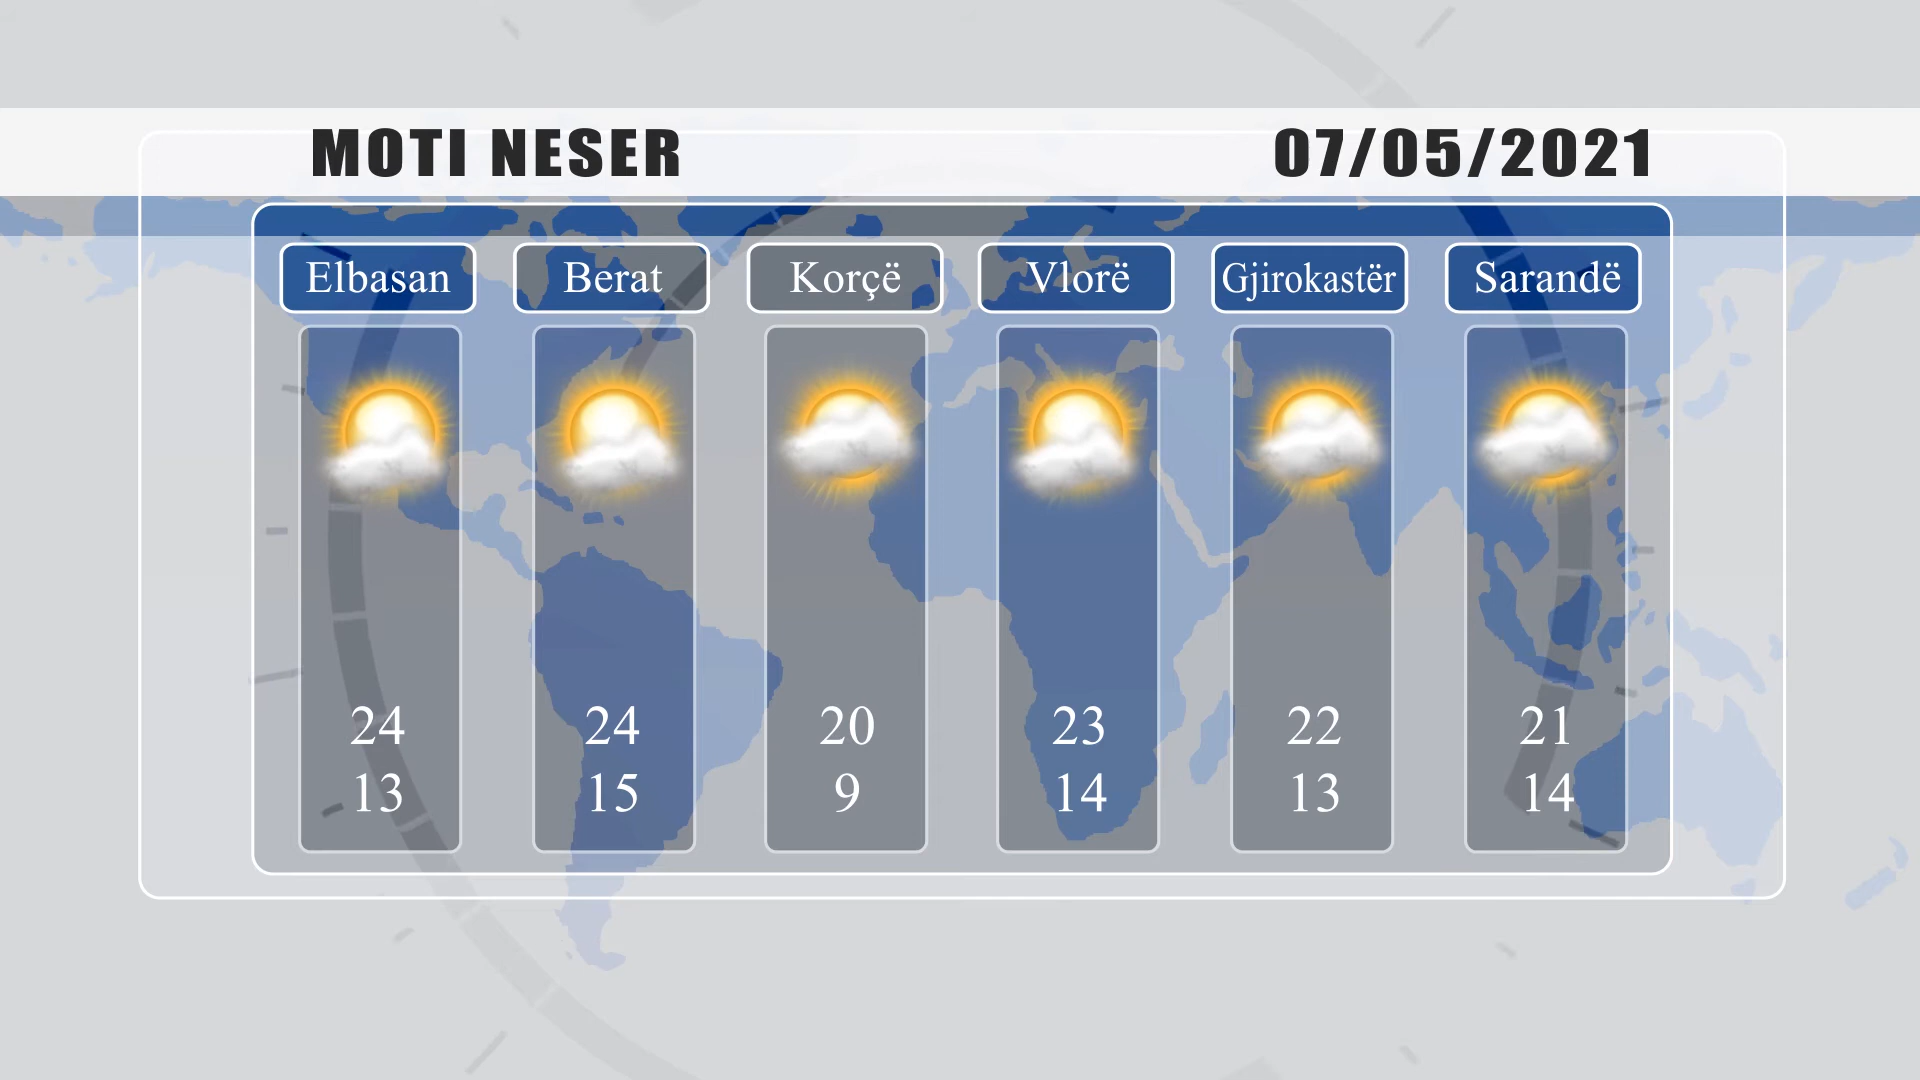 MOTI NESER 07/05/2021
Elbasan Berat Korçë Vlorë Gjirokastër Sarandë
24 24 20 23 22 21
13 15 9 14 13 14